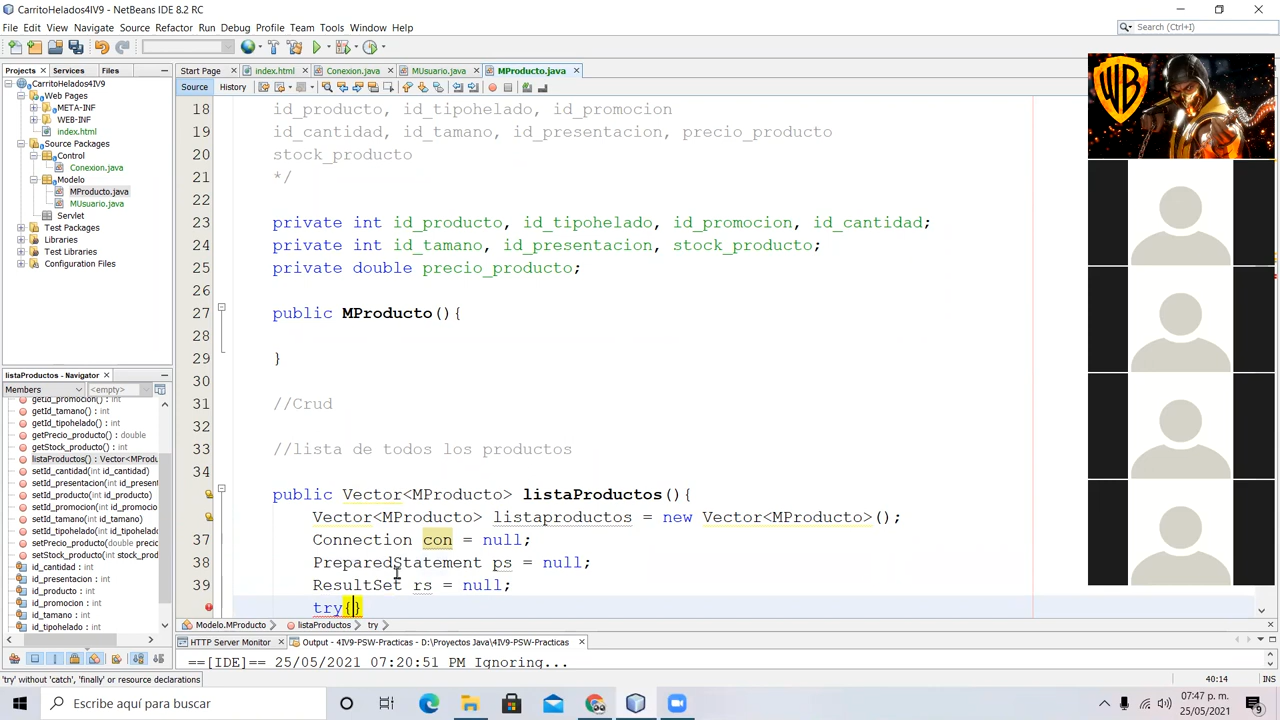 CarritoHelados4IV9 - NetBeans IDE 8.2 RC
File Edit View Navigate Source Refactor Run Debug Profile Team Tools Window Help
Search (Ctrl+I)
Projects Services Files
Start Page index.html Conexion.java MUsuario.java MProducto.java
Source History
CarritoHelados4IV9
Web Pages
META-INF
WEB-INF
index.html
Source Packages
Control
Conexion.java
Modelo
MProducto.java
MUsuario.java
Servlet
Test Packages
Libraries
Test Libraries
Configuration Files
listaProductos - Navigator
Members <empty>
getId_promocion() : int
getId_tamano() : int
getId_tipohelado() : int
getPrecio_producto() : double
getStock_producto() : int
listaProductos() : Vector<MProdu
setId_cantidad(int id_cantidad)
setId_presentacion(int id_present
setId_producto(int id_producto)
setId_promocion(int id_promocion
setId_tamano(int id_tamano)
setId_tipohelado(int id_tipohelad
setPrecio_producto(double precio
setStock_producto(int stock_prod
id_cantidad : int
id_presentacion : int
id_producto : int
id_promocion : int
id_tamano : int
id_tipohelado : int
18 id_producto, id_tipohelado, id_promocion
19 id_cantidad, id_tamano, id_presentacion, precio_producto
20 stock_producto
21 */
22
23 private int id_producto, id_tipohelado, id_promocion, id_cantidad;
24 private int id_tamano, id_presentacion, stock_producto;
25 private double precio_producto;
26
27 public MProducto(){
28
29 }
30
31 //Crud
32
33 //lista de todos los productos
34
public Vector<MProducto> listaProductos(){
Vector<MProducto> listaproductos = new Vector<MProducto>();
37 Connection con = null;
38 PreparedStatement ps = null;
39 ResultSet rs = null;
try{}
Modelo.MProducto listaProductos try
HTTP Server Monitor Output - 4IV9-PSW-Practicas - D:\Proyectos Java\4IV9-PSW-Practicas
==[IDE]== 25/05/2021 07:20:51 PM Ignoring...
'try' without 'catch', 'finally' or resource declarations
40:14
INS
Escribe aquí para buscar
07:47 p. m.
25/05/2021
9
WB